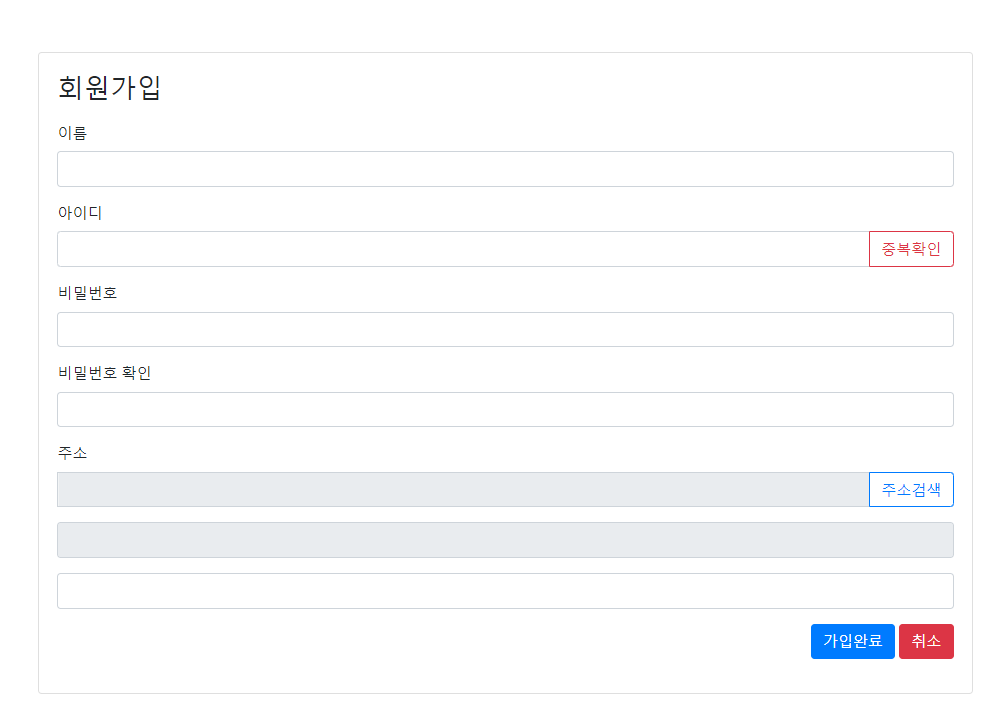 회원가입
이름
아이디
중복확인
비밀번호
비밀번호 확인
주소
주소검색
가입완료 취소